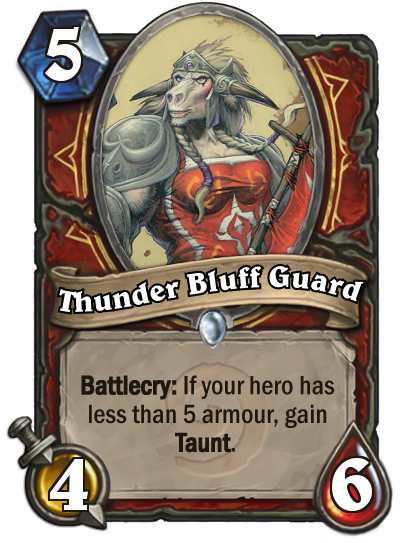 5
Thunder Bluff Guard
Battlecry: If your hero has
less than 5 armour, gain
Taunt.
4
6